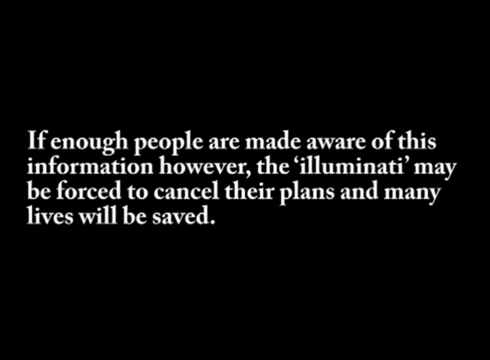 If enough people are made aware of this
information however, the ‘illuminati’ may
be forced to cancel their plans and many
lives will be saved.